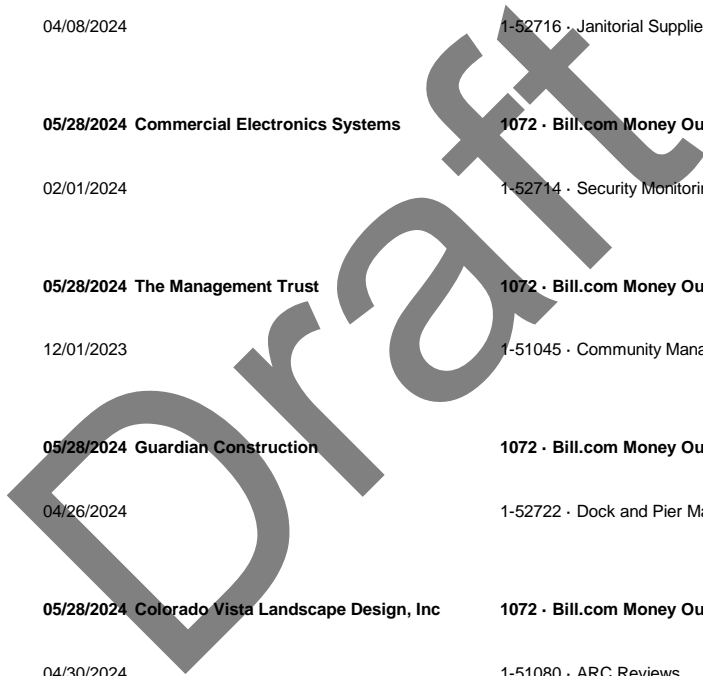 04/08/2024 1-52716 · Janitorial Supplie
05/28/2024 Commercial Electronics Systems 1072 · Bill.com Money Ou
02/01/2024 1-52714 · Security Monitorin
05/28/2024 The Management Trust 1072 · Bill.com Money Ou
12/01/2023 1-51045 · Community Mana
05/28/2024 Guardian Construction 1072 · Bill.com Money Ou
04/26/2024 1-52722 · Dock and Pier Ma
05/28/2024 Colorado Vista Landscape Design, Inc 1072 · Bill.com Money Ou
04/30/2024 1-51080 · ARC Reviews
Draft